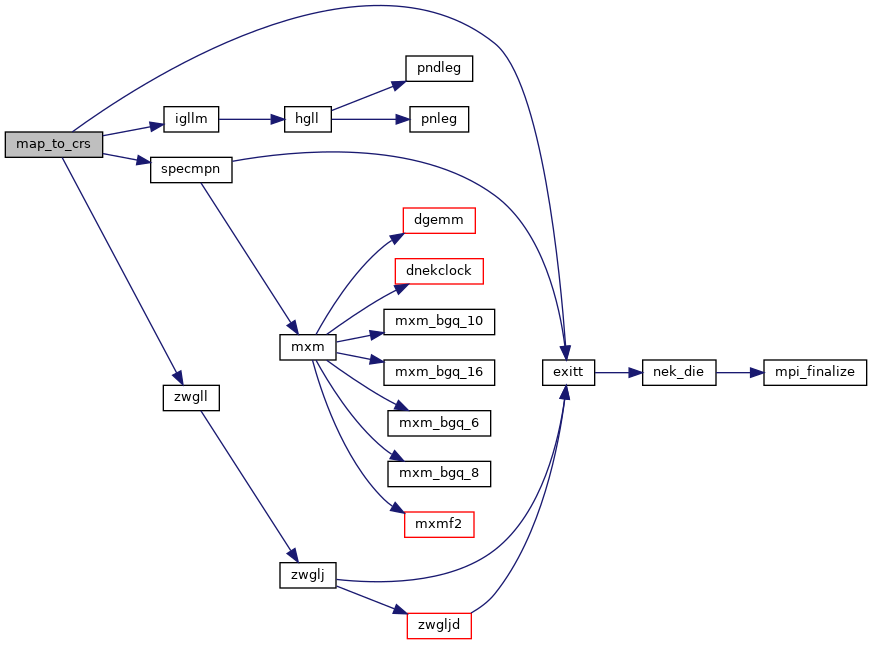 map_to_crs
igllm
specmpn
zwgll
hgll
mxm
zwglj
pndleg
pnleg
dgemm
dnekclock
mxm_bgq_10
mxm_bgq_16
mxm_bgq_6
mxm_bgq_8
mxmf2
zwgljd
exitt
nek_die
mpi_finalize